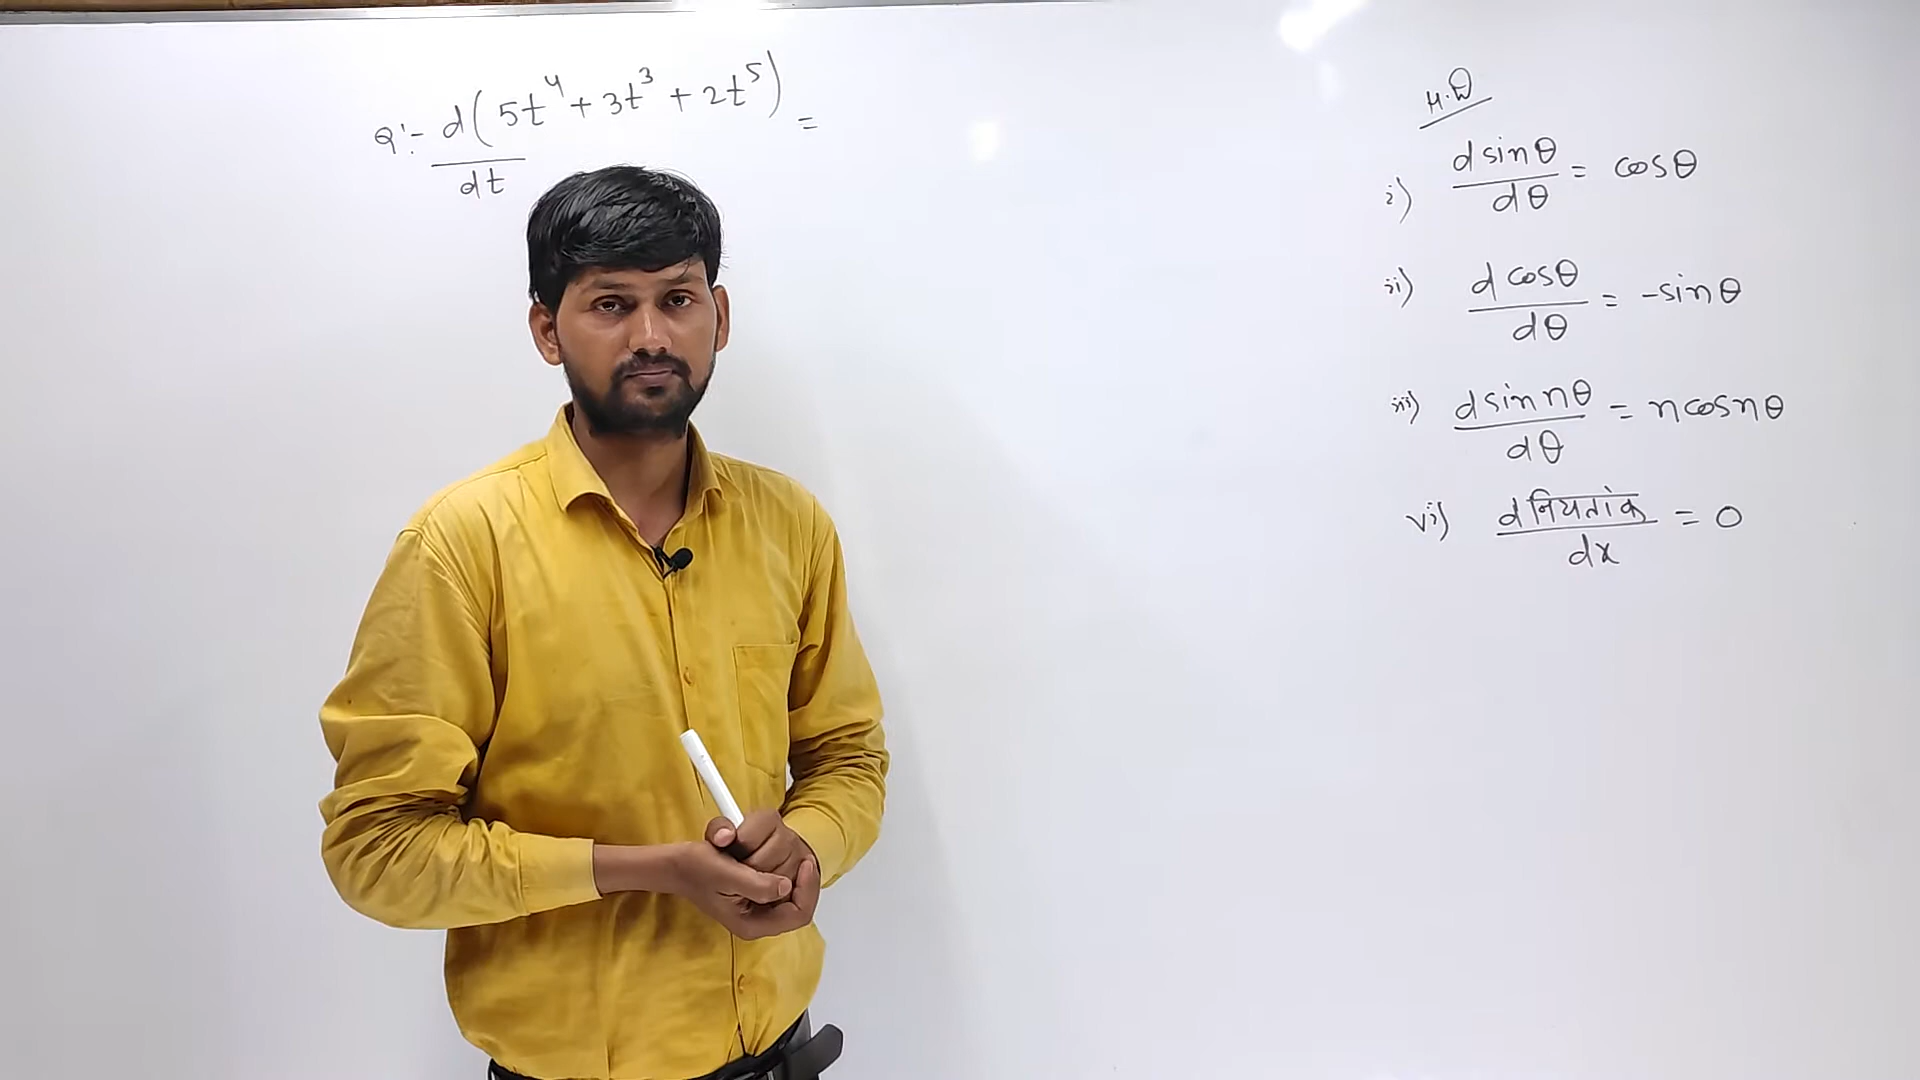 Q:- d(5t⁴ + 3t³ + 2t⁵) =
dt
i) d sinθ = cosθ
dθ
ii) d cosθ = -sinθ
dθ
iii) d sin nθ = n cos nθ
dθ
vi) d नियतांक = 0
dx